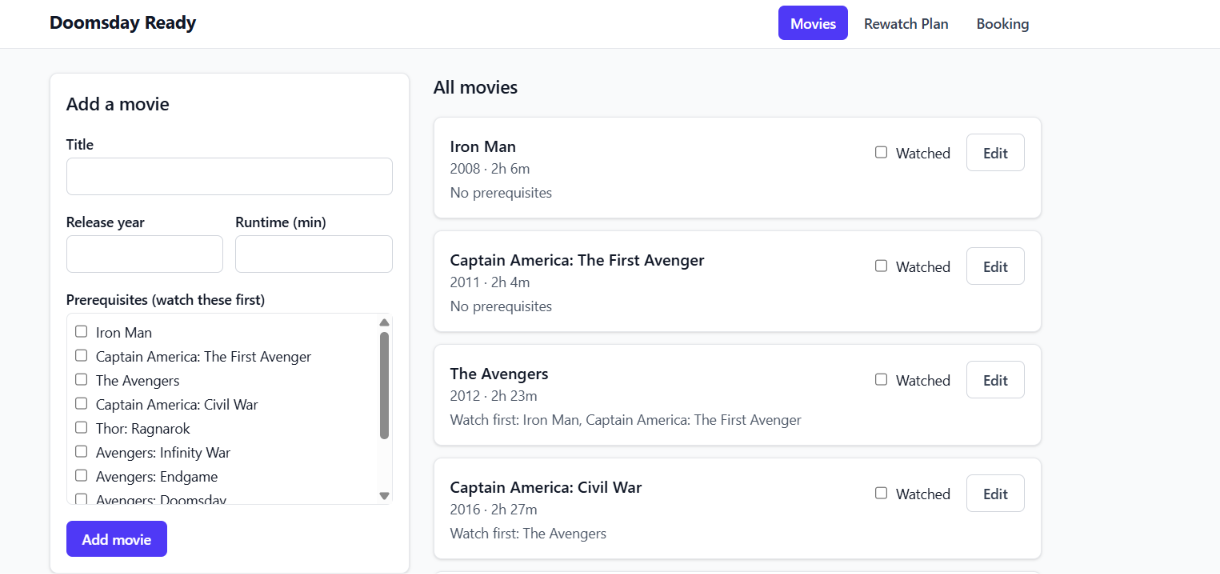 Doomsday Ready
Movies
Rewatch Plan
Booking
Add a movie
Title
Release year
Runtime (min)
Prerequisites (watch these first)
Iron Man
Captain America: The First Avenger
The Avengers
Captain America: Civil War
Thor: Ragnarok
Avengers: Infinity War
Avengers: Endgame
Avengers: Doomsday
Add movie
All movies
Iron Man
Watched
Edit
2008 · 2h 6m
No prerequisites
Captain America: The First Avenger
Watched
Edit
2011 · 2h 4m
No prerequisites
The Avengers
Watched
Edit
2012 · 2h 23m
Watch first: Iron Man, Captain America: The First Avenger
Captain America: Civil War
Watched
Edit
2016 · 2h 27m
Watch first: The Avengers